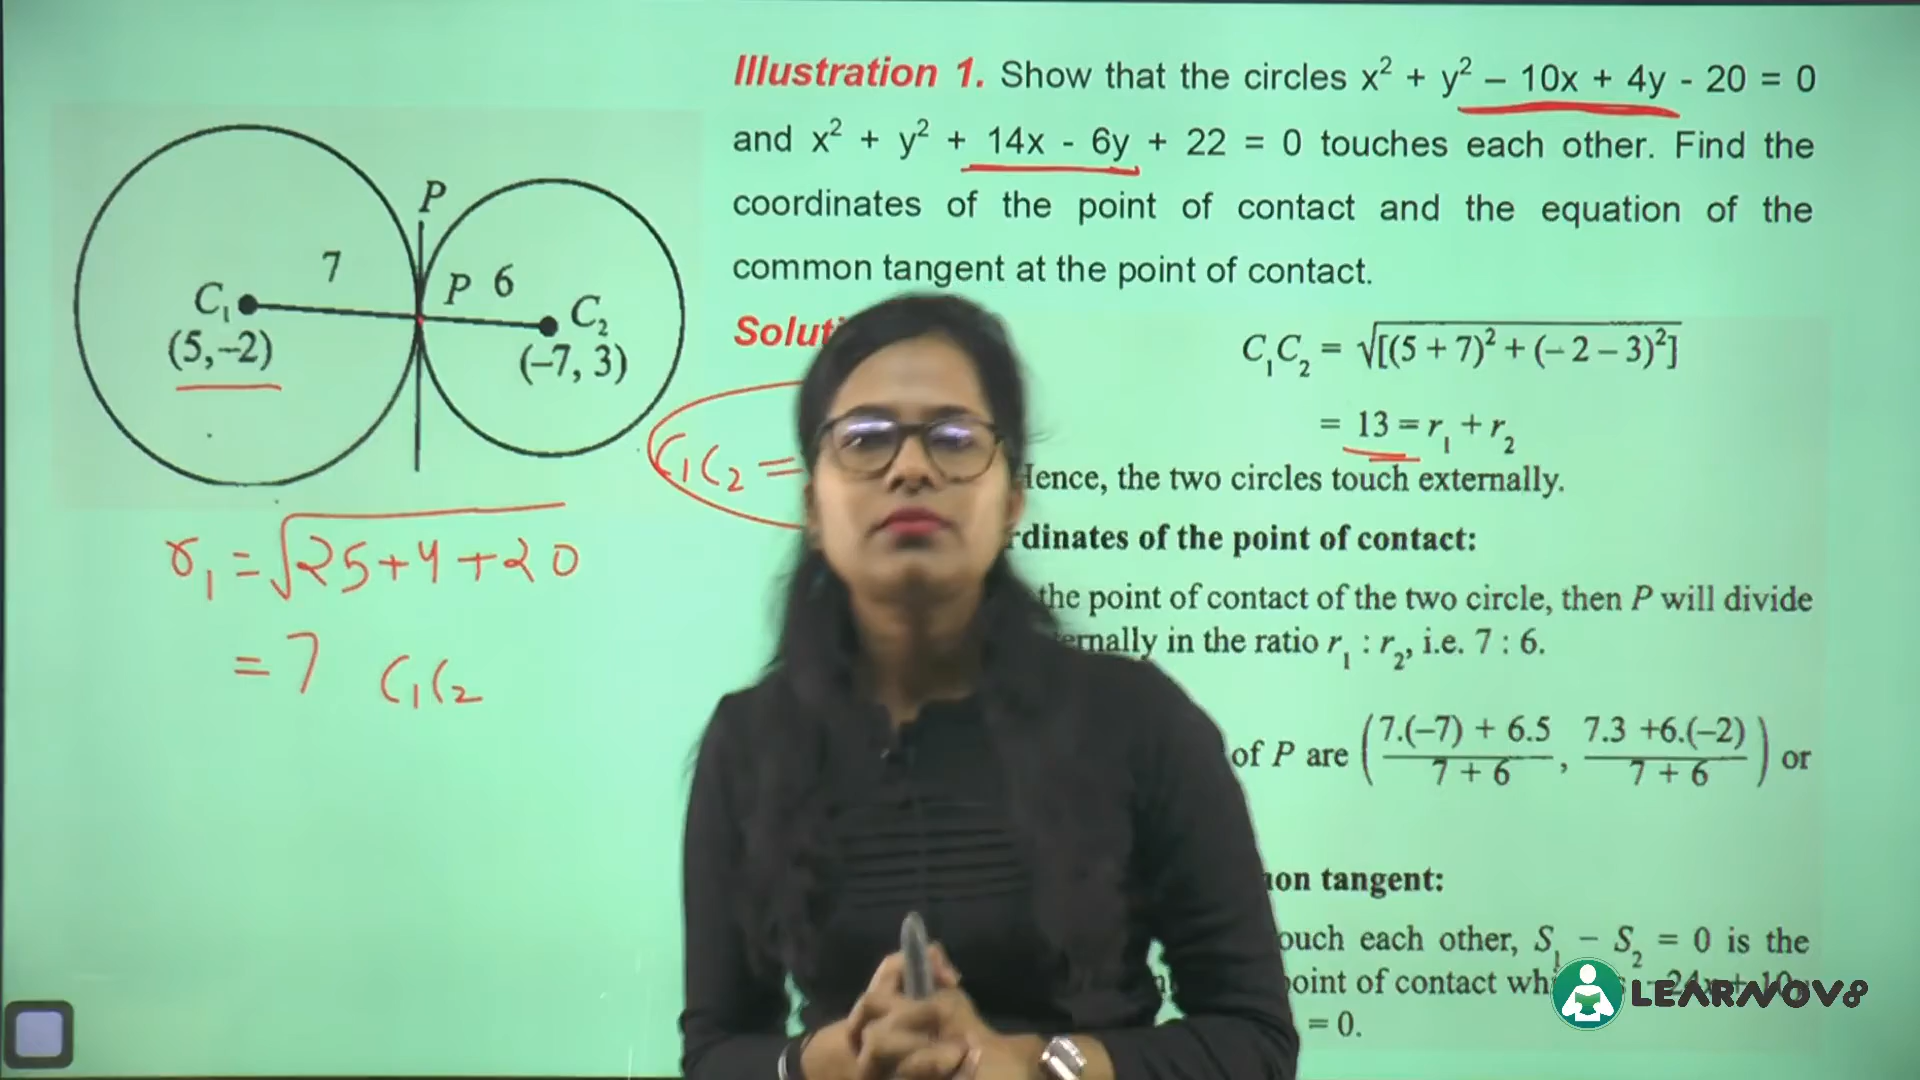 Illustration 1. Show that the circles x² + y² – 10x + 4y - 20 = 0
and x² + y² + 14x - 6y + 22 = 0 touches each other. Find the
coordinates of the point of contact and the equation of the
common tangent at the point of contact.
P
7
P 6
C₁
C₂
(5,–2)
(–7, 3)
r₁ = √25+4+20
= 7 C₁C₂
C₁C₂ =
C₁C₂ = √[(5 + 7)² + (– 2 – 3)²]
= 13 = r₁ + r₂
Hence, the two circles touch externally.
of the point of contact:
the point of contact of the two circle, then P will divide
in the ratio r₁ : r₂, i.e. 7 : 6.
of P are (7.(–7) + 6.5 / 7 + 6 , 7.3 +6.(–2) / 7 + 6) or
tangent:
each other, S₁ – S₂ = 0 is the
of contact
= 0.
LEARNOV8